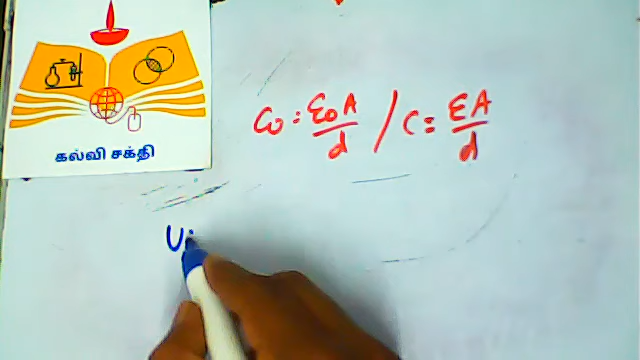 கல்வி சக்தி
C₀ = ε₀A/d / C = εA/d
U=